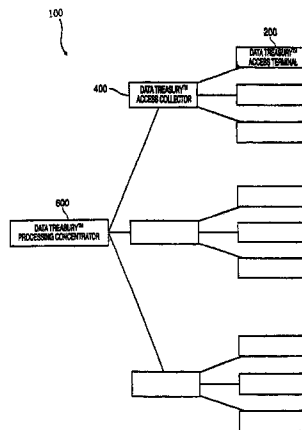 100
200
DATA TREASURY™
ACCESS TERMINAL
400
DATA TREASURY™
ACCESS COLLECTOR
600
DATA TREASURY™
PROCESSING CONCENTRATOR